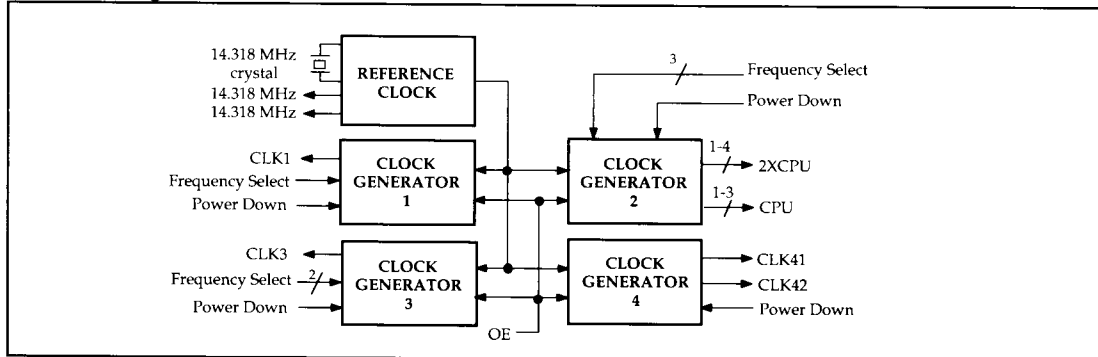 14.318 MHz
crystal
14.318 MHz
14.318 MHz
REFERENCE
CLOCK
3
Frequency Select
Power Down
CLK1
Frequency Select
Power Down
CLOCK
GENERATOR
1
CLOCK
GENERATOR
2
1-4
2XCPU
1-3
CPU
CLK3
Frequency Select
2
Power Down
CLOCK
GENERATOR
3
CLOCK
GENERATOR
4
CLK41
CLK42
Power Down
OE